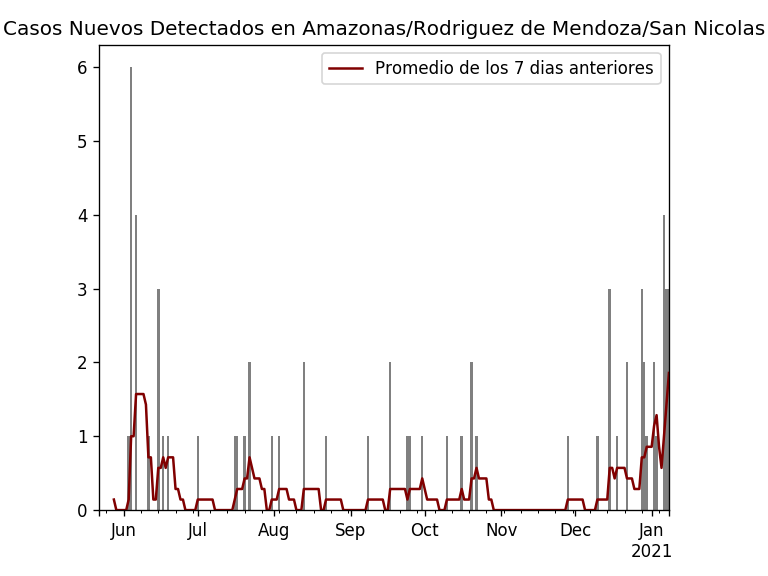 Casos Nuevos Detectados en Amazonas/Rodriguez de Mendoza/San Nicolas
Promedio de los 7 dias anteriores
6
5
4
3
2
1
0
Jun Jul Aug Sep Oct Nov Dec Jan
2021